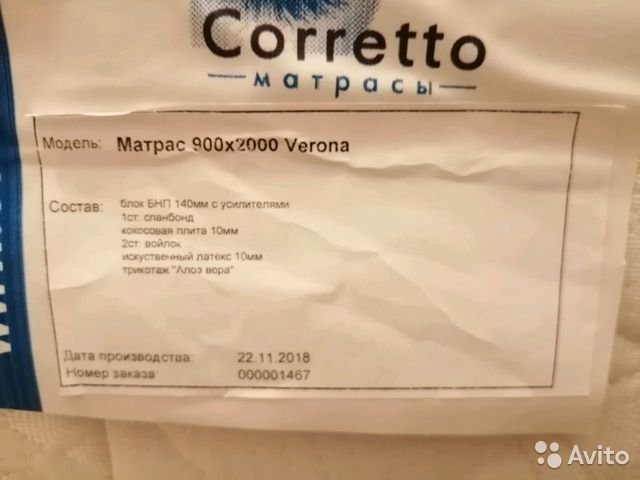 Corretto
матрасы
Модель: Матрас 900х2000 Verona
Состав: блок БНП 140мм с усилителями
1ст: спанбонд
кокосовая плита 10мм
2ст: войлок
искуственный латекс 10мм
трикотаж "Алоэ вера"
Дата производства: 22.11.2018
Номер заказа: 000001467
Avito